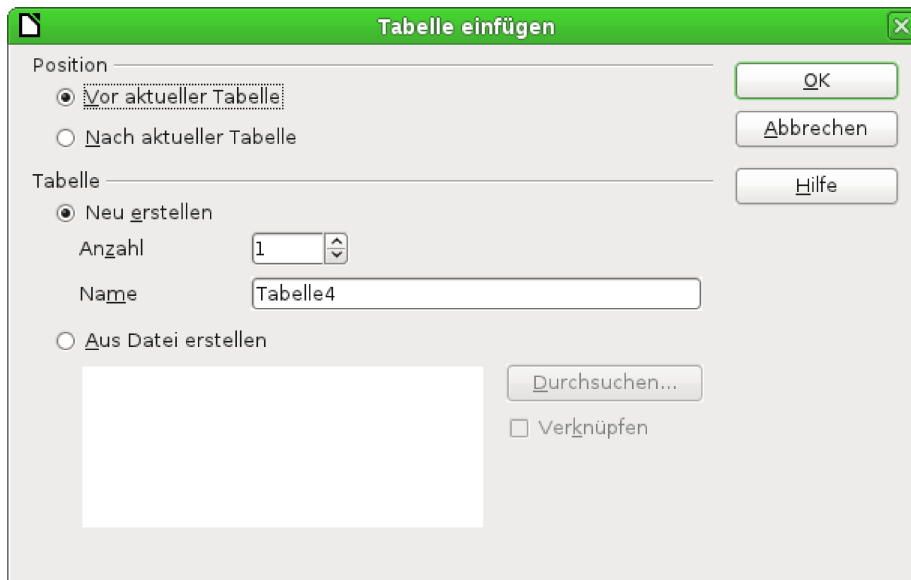 Tabelle einfügen
Position
Vor aktueller Tabelle
Nach aktueller Tabelle
OK
Abbrechen
Hilfe
Tabelle
Neu erstellen
Anzahl 1
Name Tabelle4
Aus Datei erstellen
Durchsuchen...
Verknüpfen